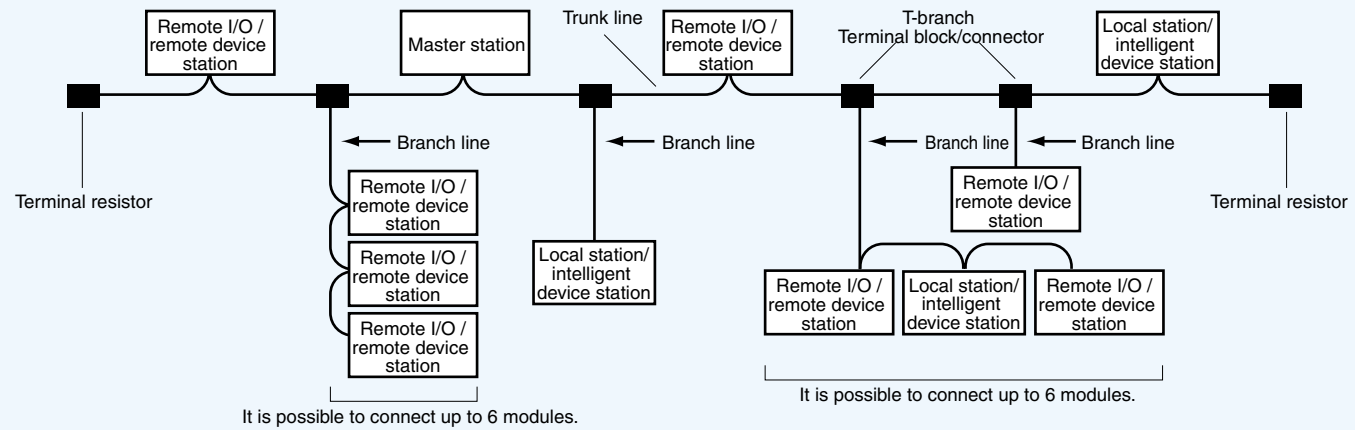 Remote I/O /
remote device
station
Master station
Trunk line
Remote I/O /
remote device
station
T-branch
Terminal block/connector
Local station/
intelligent
device station
Branch line
Branch line
Branch line
Branch line
Terminal resistor
Remote I/O /
remote device
station
Remote I/O /
remote device
station
Remote I/O /
remote device
station
It is possible to connect up to 6 modules.
Local station/
intelligent
device station
Remote I/O /
remote device
station
Terminal resistor
Remote I/O /
remote device
station
Local station/
intelligent
device station
Remote I/O /
remote device
station
It is possible to connect up to 6 modules.